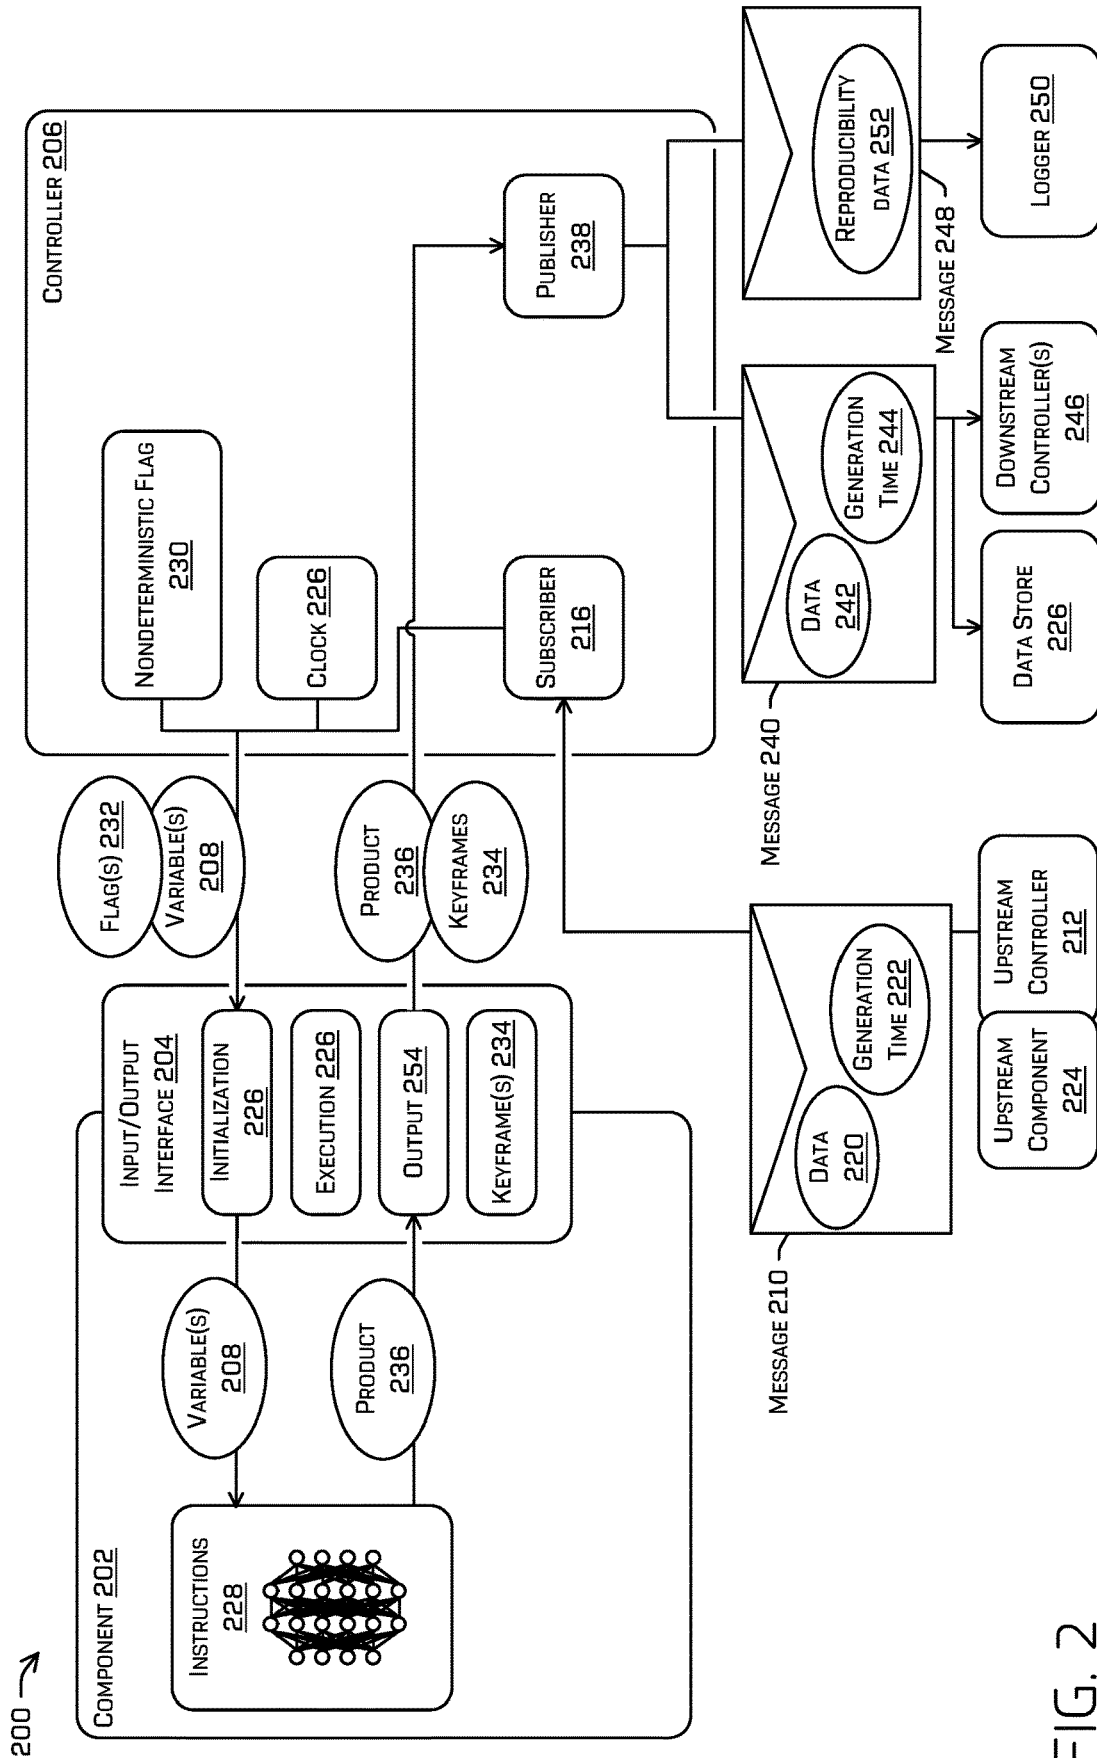 200
COMPONENT 202
INSTRUCTIONS
228
VARIABLE(S)
208
PRODUCT
236
INPUT/OUTPUT
INTERFACE 204
INITIALIZATION
226
EXECUTION 226
OUTPUT 254
KEYFRAME(S) 234
FLAG(S) 232
VARIABLE(S)
208
PRODUCT
236
KEYFRAMES
234
CONTROLLER 206
NONDETERMINISTIC FLAG
230
CLOCK 226
SUBSCRIBER
216
PUBLISHER
238
MESSAGE 210
DATA
220
GENERATION
TIME 222
UPSTREAM
COMPONENT
224
UPSTREAM
CONTROLLER
212
MESSAGE 240
DATA
242
GENERATION
TIME 244
DATA STORE
226
DOWNSTREAM
CONTROLLER(S)
246
MESSAGE 248
REPRODUCIBILITY
DATA 252
LOGGER 250
FIG. 2